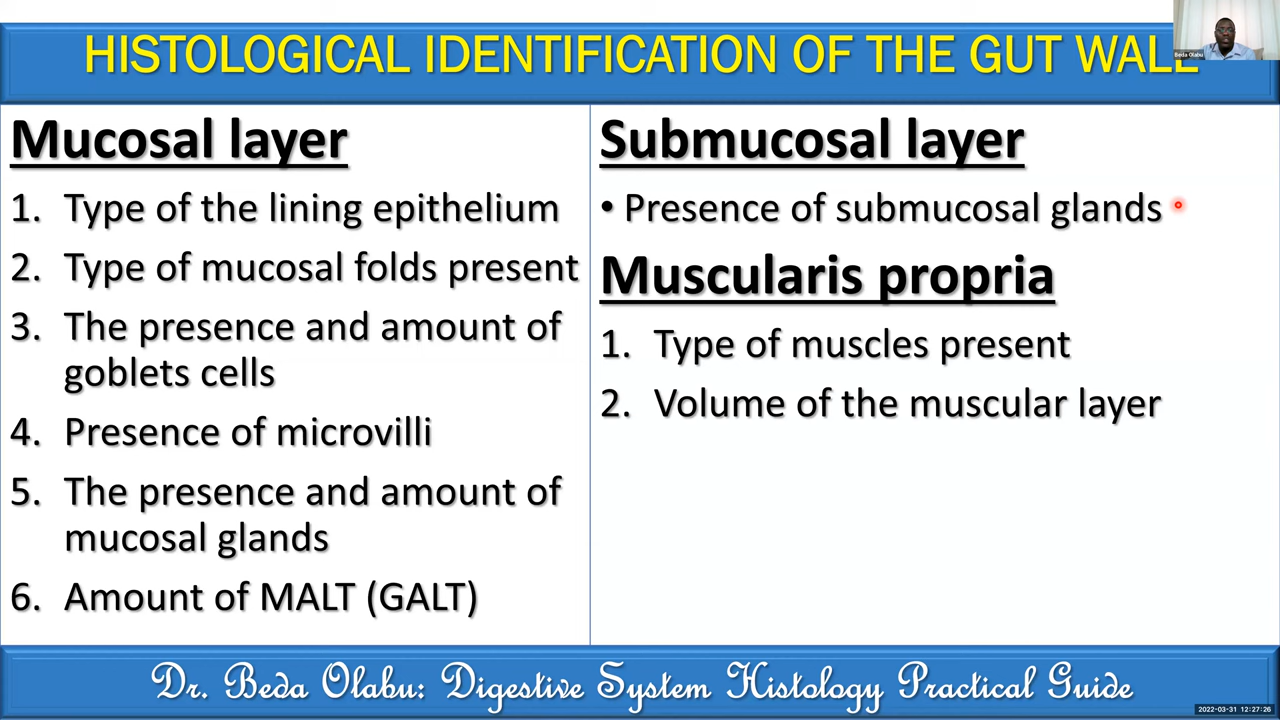 HISTOLOGICAL IDENTIFICATION OF THE GUT WALL
Beda Olabu
Mucosal layer
1. Type of the lining epithelium
2. Type of mucosal folds present
3. The presence and amount of
goblets cells
4. Presence of microvilli
5. The presence and amount of
mucosal glands
6. Amount of MALT (GALT)
Submucosal layer
• Presence of submucosal glands
Muscularis propria
1. Type of muscles present
2. Volume of the muscular layer
Dr. Beda Olabu: Digestive System Histology Practical Guide
2022-03-31 12:27:26